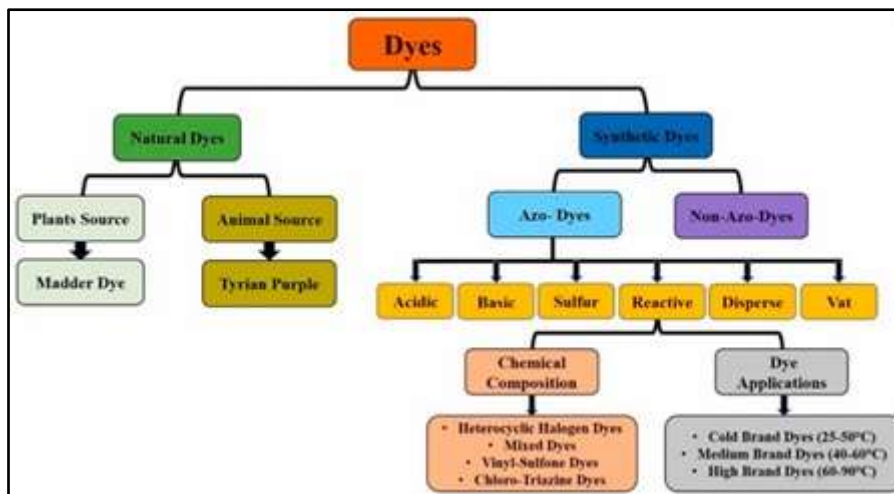 Dyes
Natural Dyes
Synthetic Dyes
Plants Source
Animal Source
Azo- Dyes
Non-Azo-Dyes
Madder Dye
Tyrian Purple
Acidic
Basic
Sulfur
Reactive
Disperse
Vat
Chemical
Composition
Dye
Applications
• Heterocyclic Halogen Dyes
• Mixed Dyes
• Vinyl-Sulfone Dyes
• Chloro-Triazine Dyes
• Cold Brand Dyes (25-50°C)
• Medium Brand Dyes (40-60°C)
• High Brand Dyes (60-90°C)